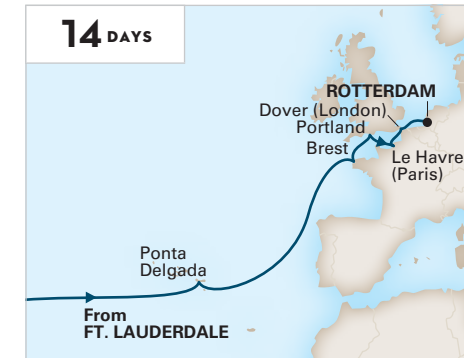 14 DAYS
ROTTERDAM
Dover (London)
Portland
Brest
Le Havre
(Paris)
Ponta
Delgada
From
FT. LAUDERDALE